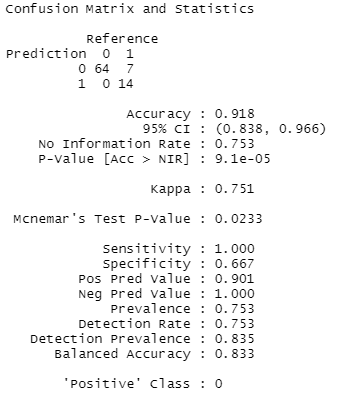 Confusion Matrix and Statistics
Reference
Prediction 0 1
0 64 7
1 0 14
Accuracy : 0.918
95% CI : (0.838, 0.966)
No Information Rate : 0.753
P-Value [Acc > NIR] : 9.1e-05
Kappa : 0.751
Mcnemar's Test P-Value : 0.0233
Sensitivity : 1.000
Specificity : 0.667
Pos Pred Value : 0.901
Neg Pred Value : 1.000
Prevalence : 0.753
Detection Rate : 0.753
Detection Prevalence : 0.835
Balanced Accuracy : 0.833
'Positive' Class : 0